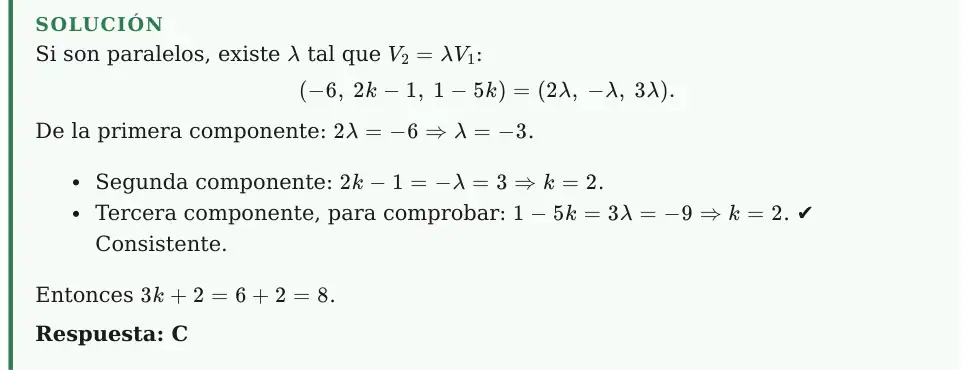 SOLUCIÓN
Si son paralelos, existe λ tal que V₂ = λV₁:
(−6, 2k − 1, 1 − 5k) = (2λ, −λ, 3λ).
De la primera componente: 2λ = −6 ⇒ λ = −3.
• Segunda componente: 2k − 1 = −λ = 3 ⇒ k = 2.
• Tercera componente, para comprobar: 1 − 5k = 3λ = −9 ⇒ k = 2. ✔
Consistente.
Entonces 3k + 2 = 6 + 2 = 8.
Respuesta: C